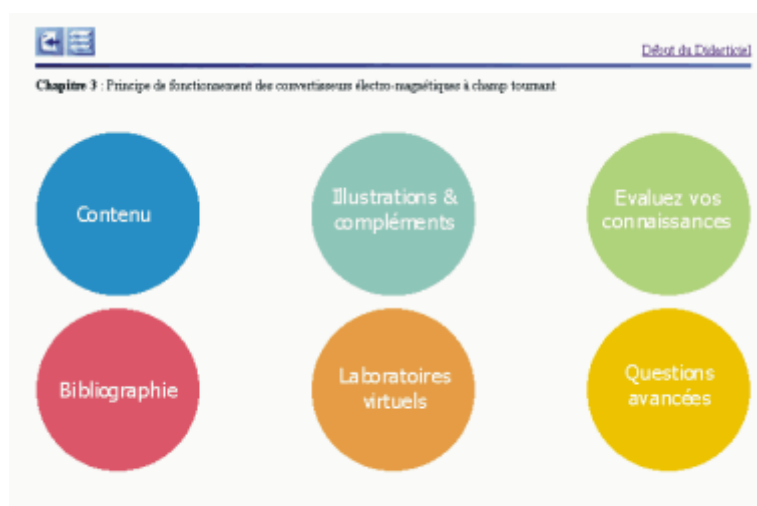 Début du Didacticiel
Chapitre 3 : Principe de fonctionnement des convertisseurs électro-magnétiques à champ tournant
Contenu
Illustrations &
compléments
Evaluez vos
connaissances
Bibliographie
Laboratoires
virtuels
Questions
avancées